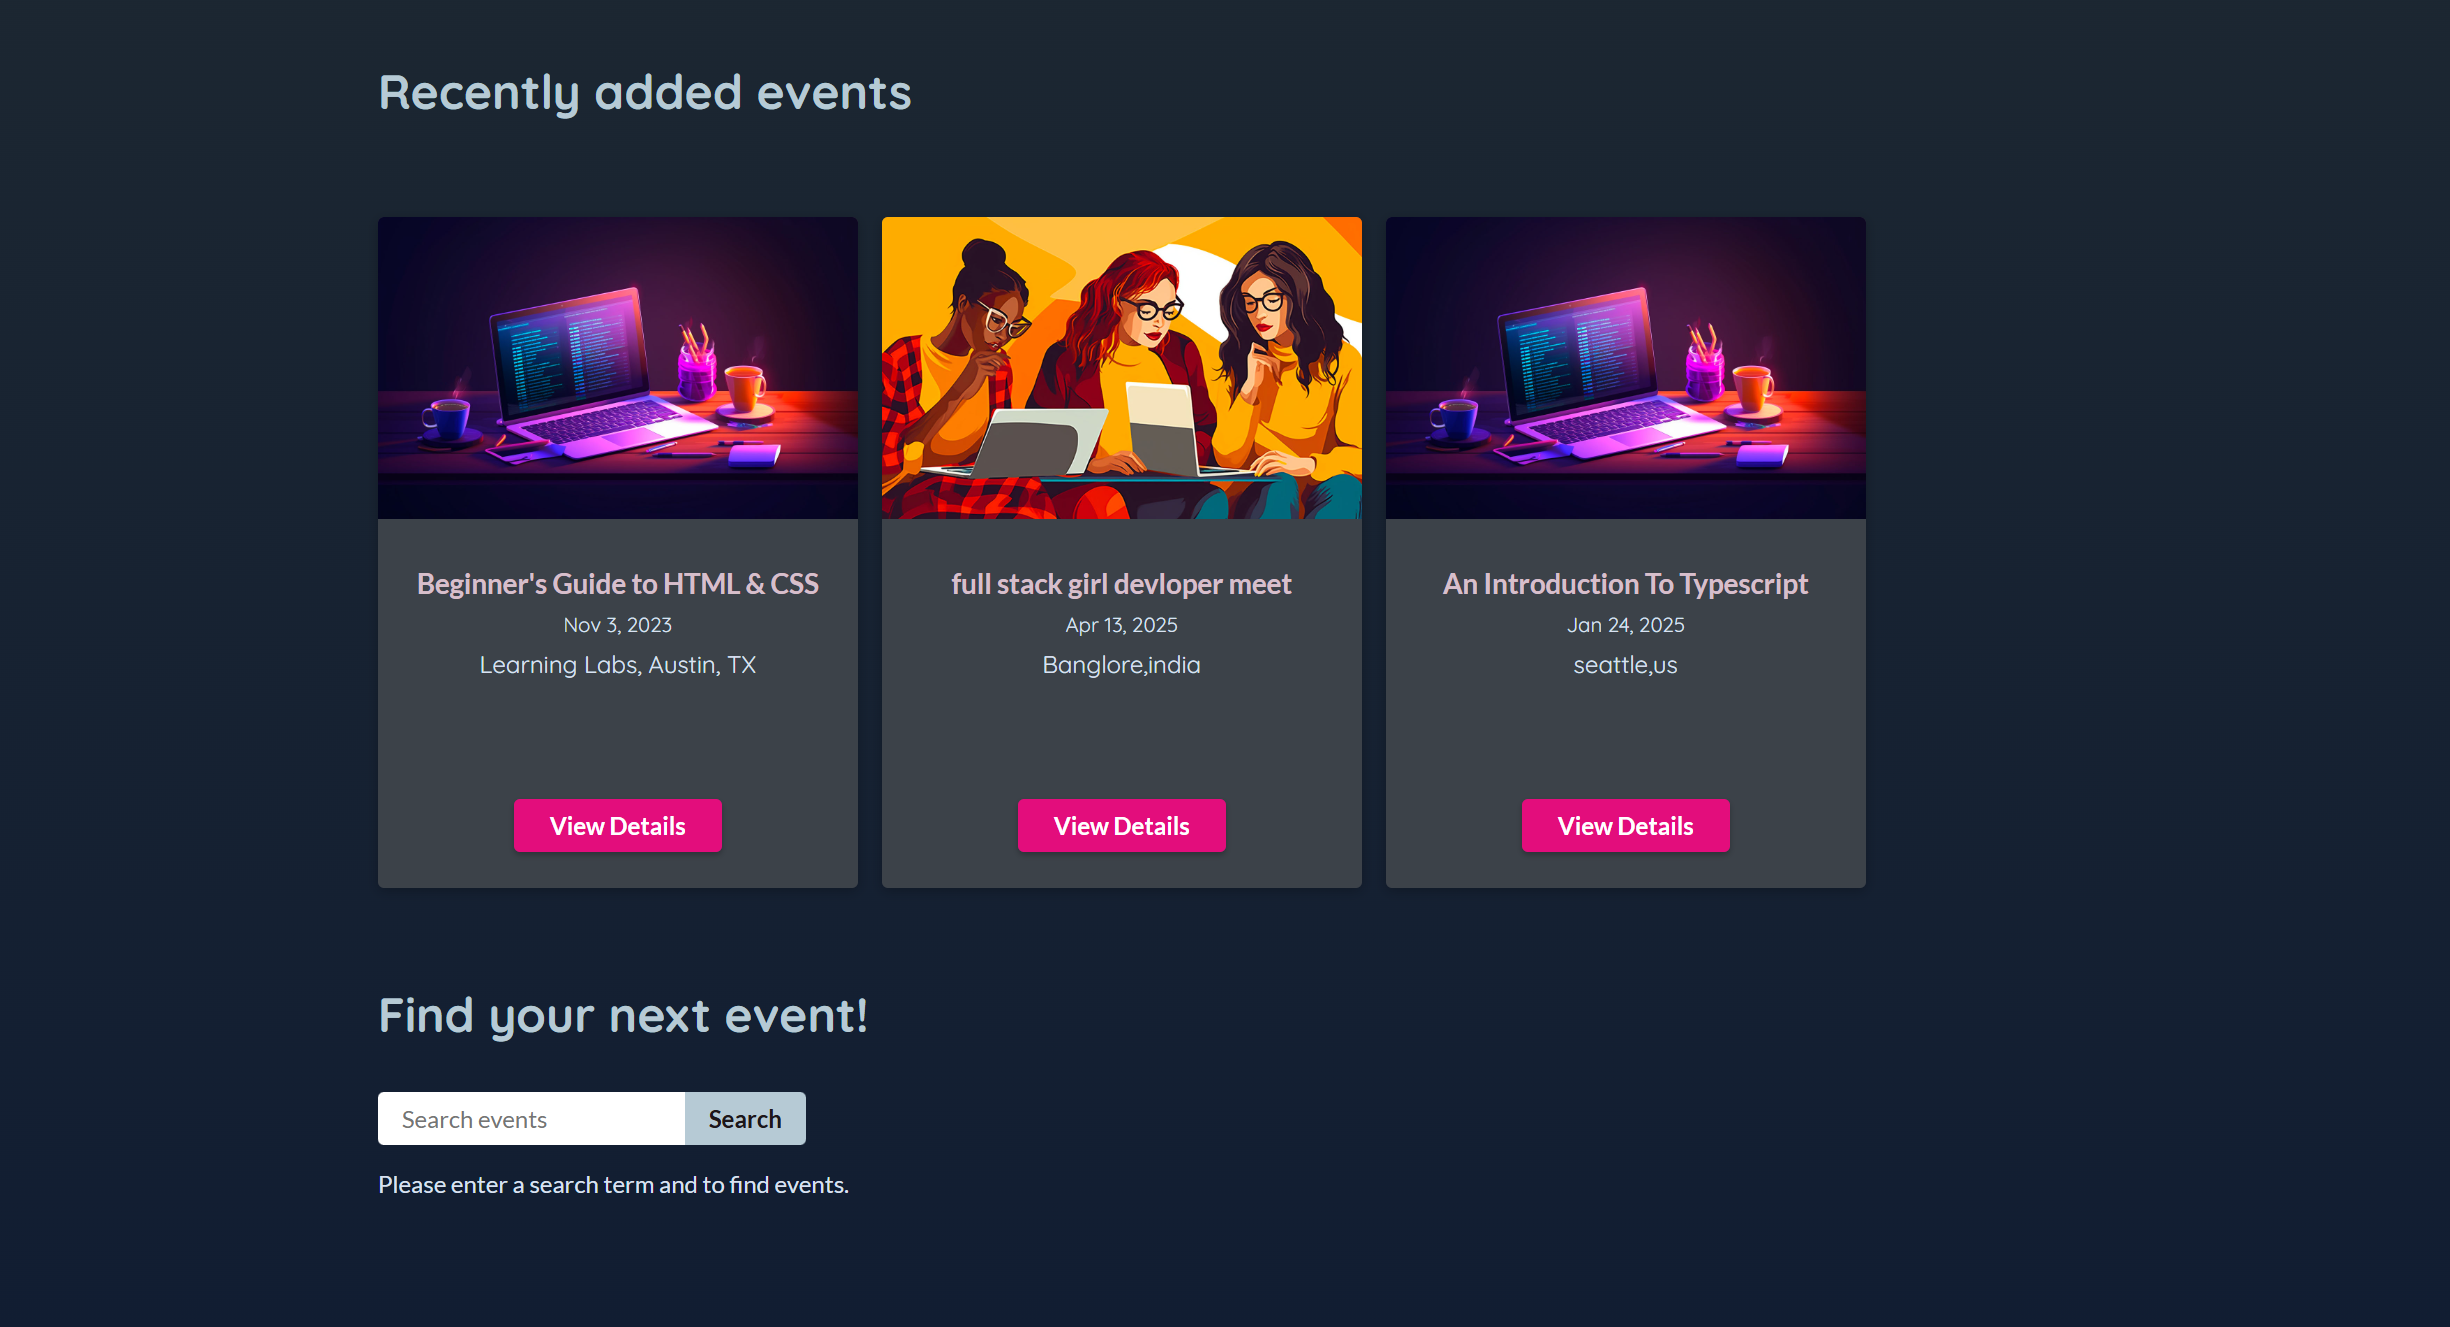 Recently added events
Beginner's Guide to HTML & CSS
Nov 3, 2023
Learning Labs, Austin, TX
View Details
full stack girl devloper meet
Apr 13, 2025
Banglore,india
View Details
An Introduction To Typescript
Jan 24, 2025
seattle,us
View Details
Find your next event!
Search events
Search
Please enter a search term and to find events.